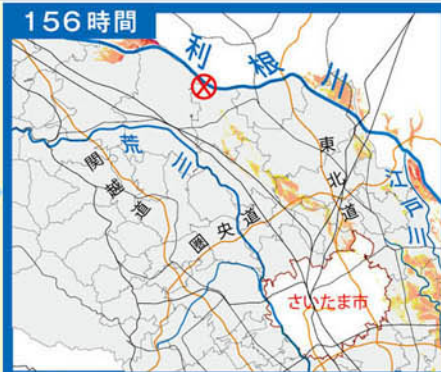 156時間
利根川
荒川
関越道
東北道
江戸川
圏央道
さいたま市